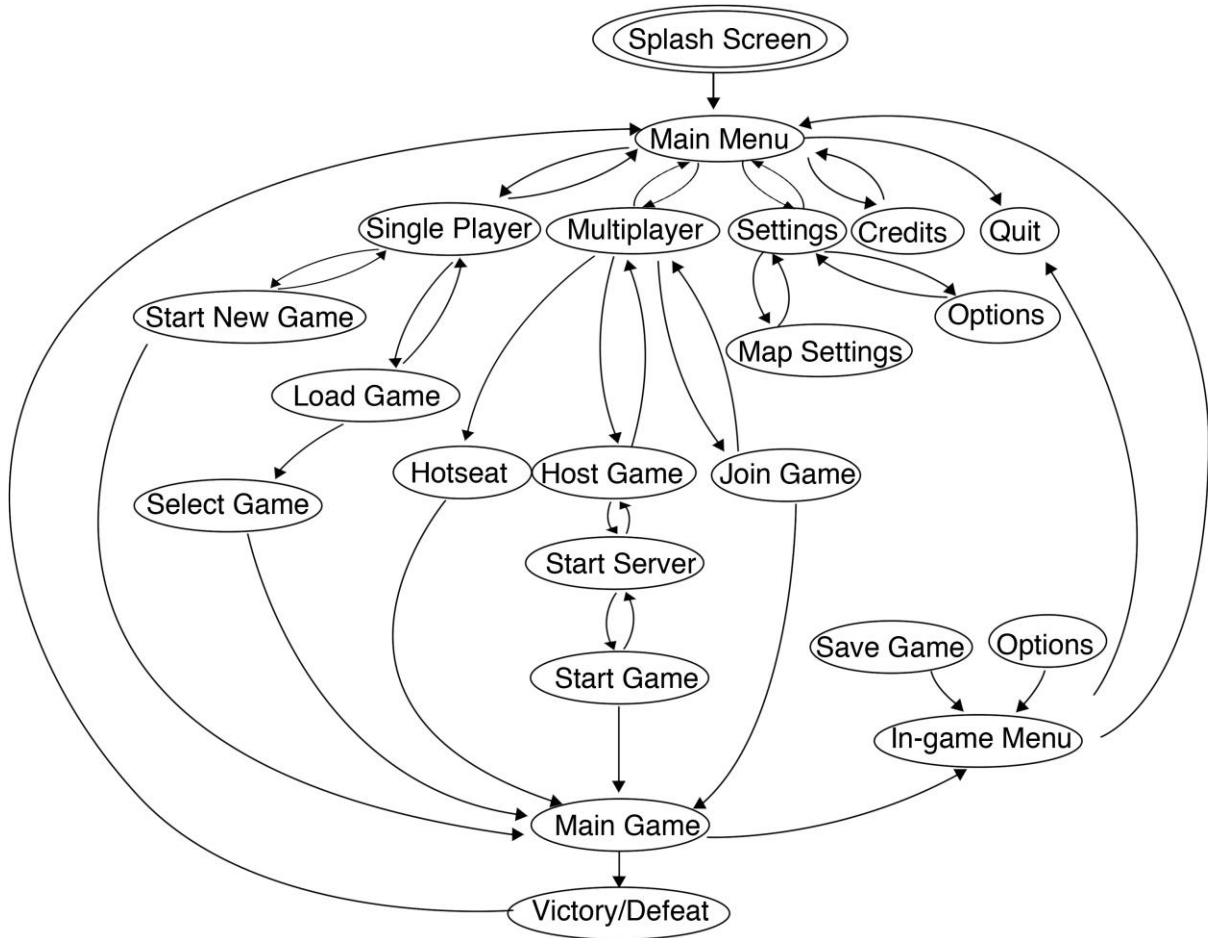 Splash Screen
Main Menu
Single Player
Multiplayer
Settings
Credits
Quit
Start New Game
Options
Map Settings
Load Game
Hotseat
Host Game
Join Game
Select Game
Start Server
Save Game
Options
Start Game
In-game Menu
Main Game
Victory/Defeat